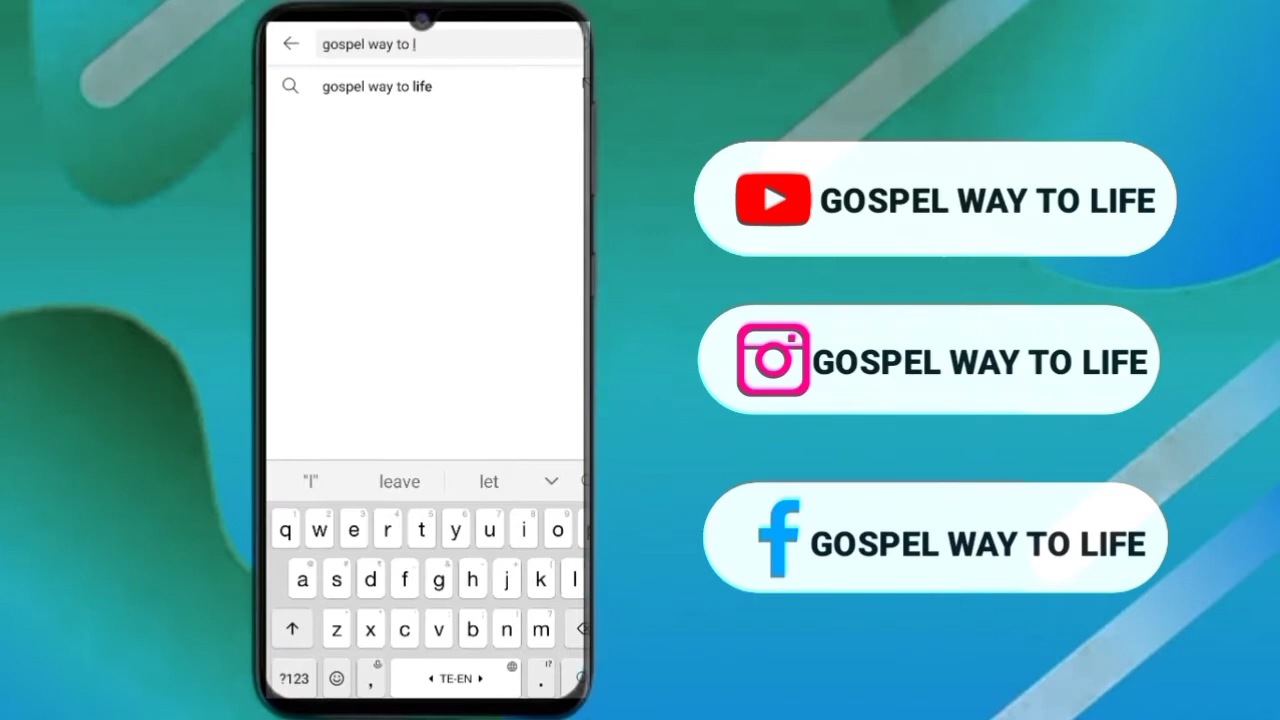 gospel way to l
gospel way to life
GOSPEL WAY TO LIFE
GOSPEL WAY TO LIFE
GOSPEL WAY TO LIFE
"I" leave let
q w e r t y u i o
a s d f g h j k l
z x c v b n m
?123 , TE-EN .